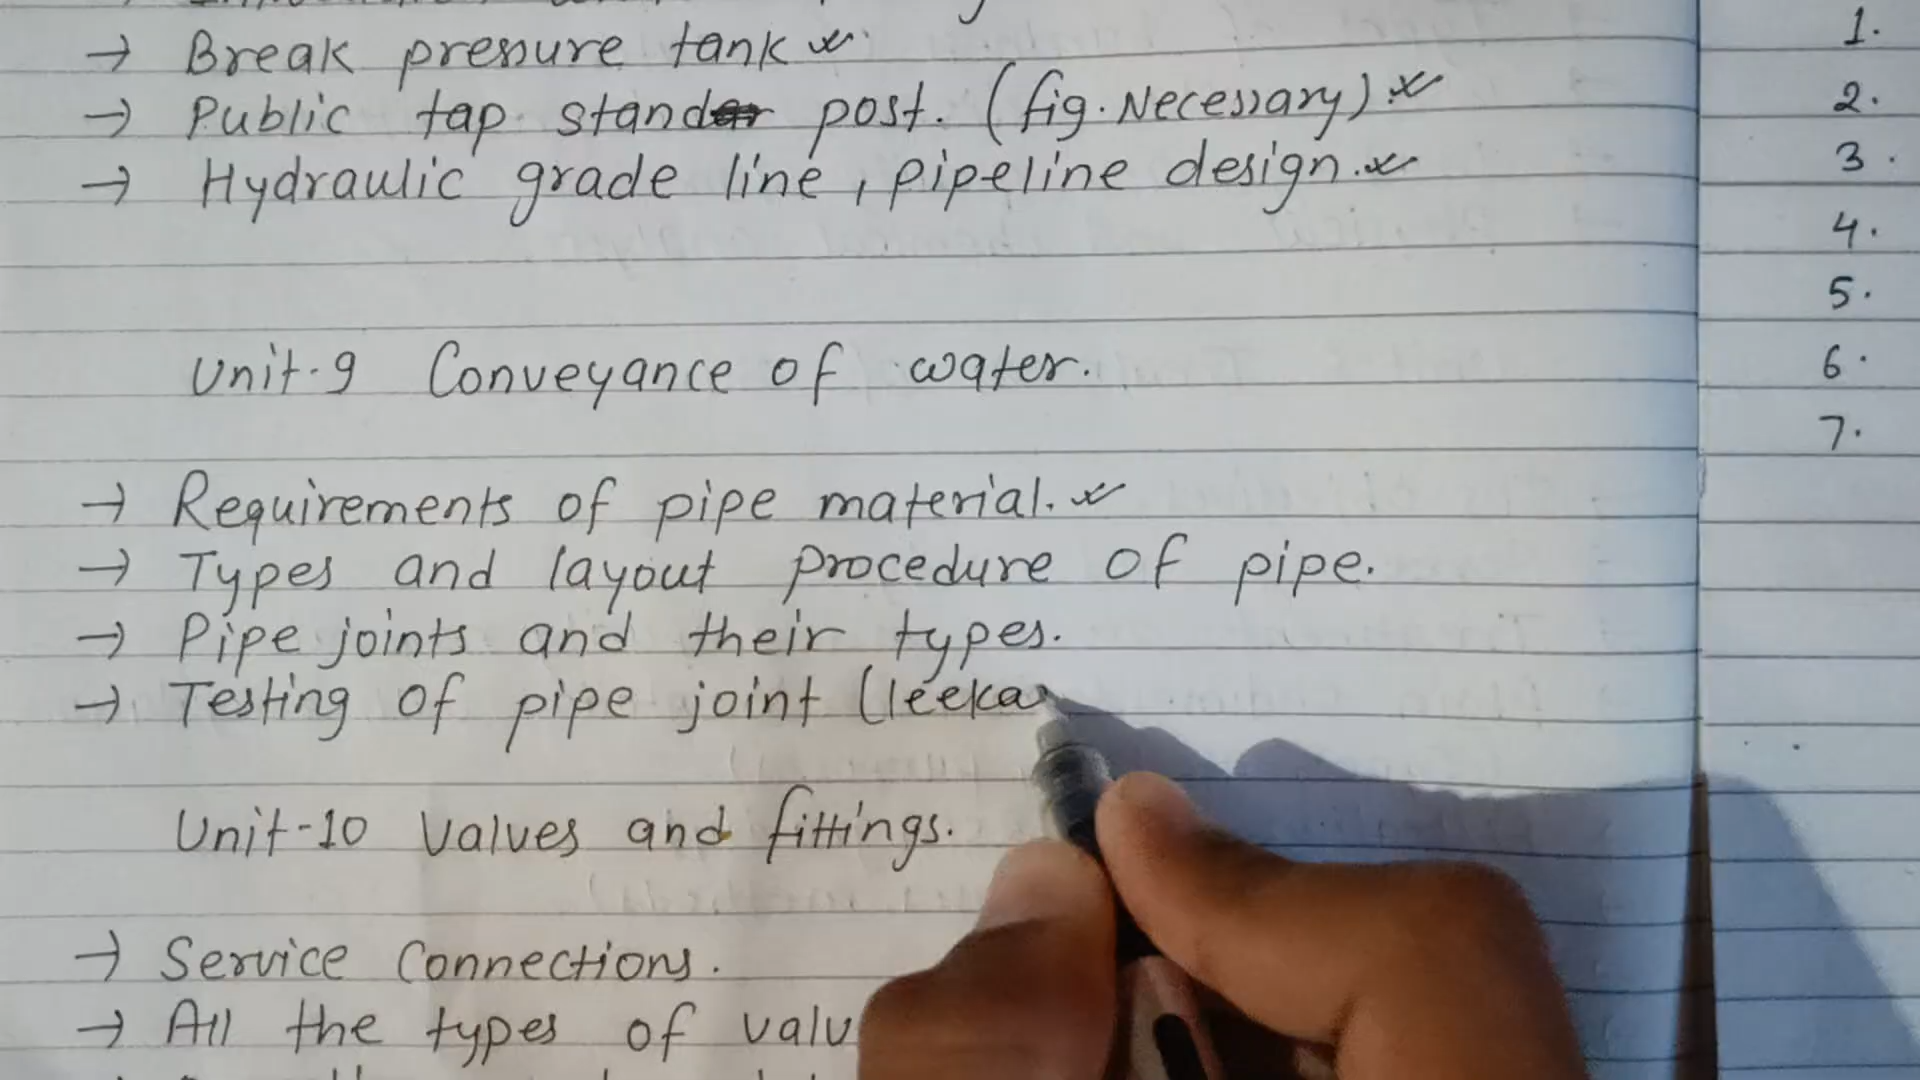 → Break pressure tank
→ Public tap stand post. (fig. Necessary)
→ Hydraulic grade line, pipeline design.
Unit-9 Conveyance of water.
→ Requirements of pipe material.
→ Types and layout procedure of pipe.
→ Pipe joints and their types.
→ Testing of pipe joint (leeka
Unit-10 Valves and fittings.
→ Service Connections.
→ All the types of valu
1.
2.
3.
4.
5.
6.
7.